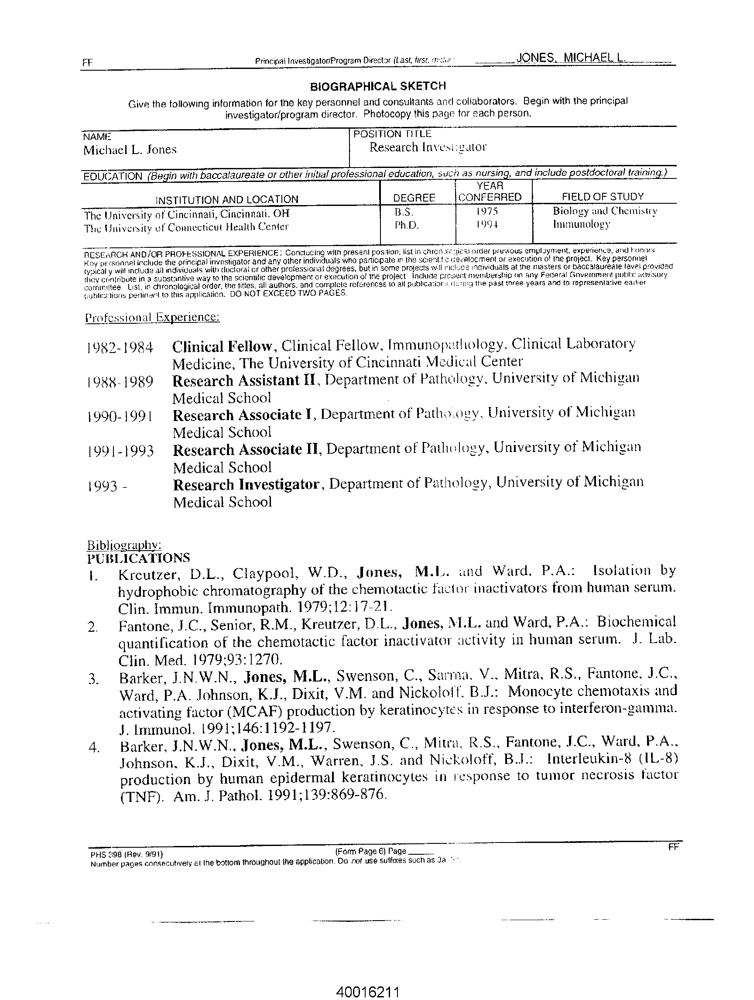 FF Principal Investigator/Program Director (Last, first, JONES, MICHAEL L.
BIOGRAPHICAL SKETCH
Give the following information for the key personnel and consultants and collaborators. Begin with the principal
investigator/program director. Photocopy this page for each person.
NAME POSITION TITLE
Michael L. Jones Research Investigator
EDUCATION (Begin with baccalaureate or other initial professional education, such as nursing, and include postdoctoral training.)
INSTITUTION AND LOCATION DEGREE YEAR CONFERRED FIELD OF STUDY
The University of Cincinnati, Cincinnati, OH B.S. 1975 Biology and Chemistry
The University of Connecticut Health Center Ph.D. 1994 Immunology
RESEARCH AND/OR PROFESSIONAL EXPERIENCE: Concluding with present position, list in chronological order previous employment, experience, and honors.
Key personnel include the principal investigator and any other individuals who participate in the scientific development or execution of the project. Key personnel
typically will include all individuals with doctoral or other professional degrees, but in some projects will include individuals at the masters or baccalaureate level provided
they contribute in a substantive way to the scientific development or execution of the project. Include present membership on any Federal Government public advisory
committee. List, in chronological order, the titles, all authors, and complete references to all publications during the past three years and to representative earlier
publications pertinent to this application. DO NOT EXCEED TWO PAGES.
Professional Experience:
1982-1984 Clinical Fellow, Clinical Fellow, Immunopathology. Clinical Laboratory
Medicine, The University of Cincinnati Medical Center
1988-1989 Research Assistant II, Department of Pathology, University of Michigan
Medical School
1990-1991 Research Associate I, Department of Pathology, University of Michigan
Medical School
1991-1993 Research Associate II, Department of Pathology, University of Michigan
Medical School
1993 - Research Investigator, Department of Pathology, University of Michigan
Medical School
Bibliography:
PUBLICATIONS
1. Kreutzer, D.L., Claypool, W.D., Jones, M.L. and Ward, P.A.: Isolation by
hydrophobic chromatography of the chemotactic factor inactivators from human serum.
Clin. Immun. Immunopath. 1979;12:17-21.
2. Fantone, J.C., Senior, R.M., Kreutzer, D.L., Jones, M.L. and Ward, P.A.: Biochemical
quantification of the chemotactic factor inactivator activity in human serum. J. Lab.
Clin. Med. 1979;93:1270.
3. Barker, J.N.W.N., Jones, M.L., Swenson, C., Sarma, V., Mitra, R.S., Fantone, J.C.,
Ward, P.A. Johnson, K.J., Dixit, V.M. and Nickoloff, B.J.: Monocyte chemotaxis and
activating factor (MCAF) production by keratinocytes in response to interferon-gamma.
J. Immunol. 1991;146:1192-1197.
4. Barker, J.N.W.N., Jones, M.L., Swenson, C., Mitra, R.S., Fantone, J.C., Ward, P.A.,
Johnson, K.J., Dixit, V.M., Warren, J.S. and Nickoloff, B.J.: Interleukin-8 (IL-8)
production by human epidermal keratinocytes in response to tumor necrosis factor
(TNF). Am. J. Pathol. 1991;139:869-876.
PHS 398 (Rev. 9/91) (Form Page 6) Page FF
Number pages consecutively at the bottom throughout the application. Do not use suffixes such as 3a
40016211